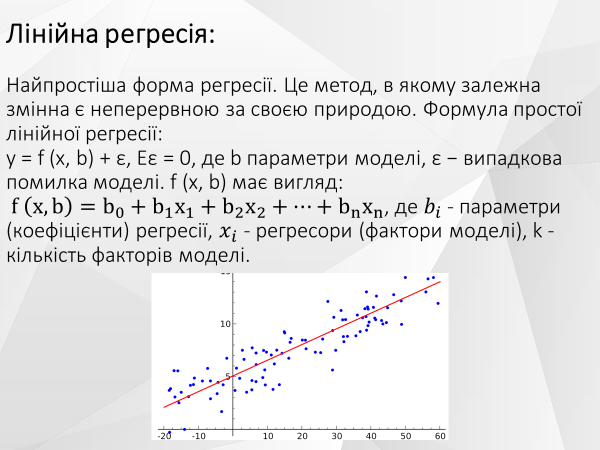 Лінійна регресія:
Найпростіша форма регресії. Це метод, в якому залежна
змінна є неперервною за своєю природою. Формула простої
лінійної регресії:
y = f (x, b) + ε, Eε = 0, де b параметри моделі, ε − випадкова
помилка моделі. f (x, b) має вигляд:
f (x, b) = b₀ + b₁x₁ + b₂x₂ + ⋯ + bₙxₙ, де 𝑏ᵢ - параметри
(коефіцієнти) регресії, 𝑥ᵢ - регресори (фактори моделі), k -
кількість факторів моделі.
10
5
-20 -10 10 20 30 40 50 60